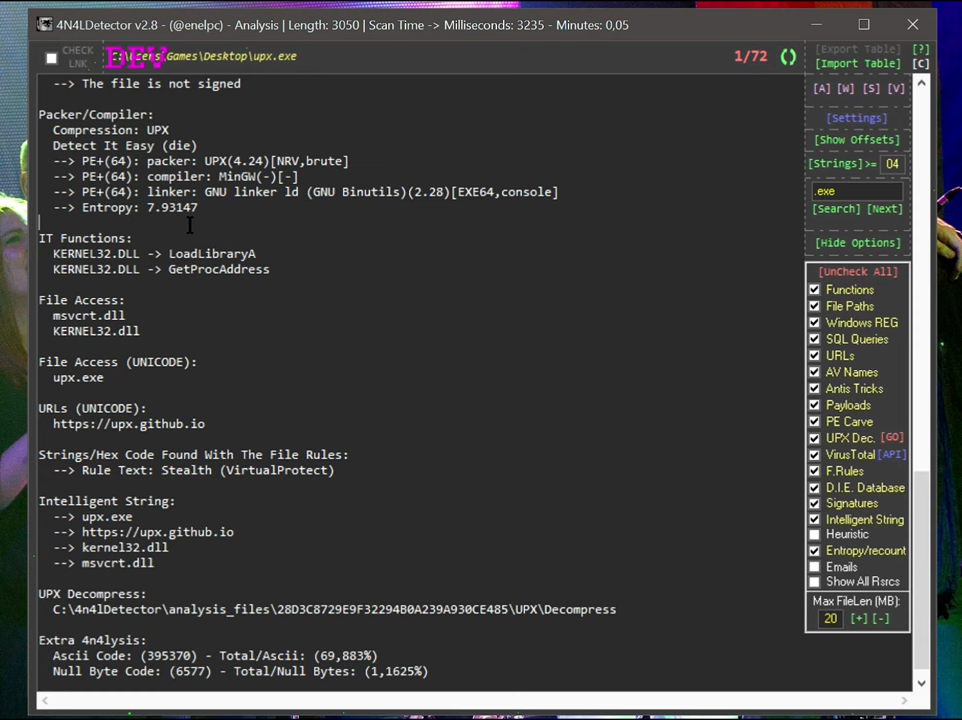 4N4LDetector v2.8 - (@enelpc) - Analysis | Length: 3050 | Scan Time -> Milliseconds: 3235 - Minutes: 0,05
CHECK LNK
DEV
C:\Users\Games\Desktop\upx.exe
1/72
[Export Table]
[?]
[Import Table]
[C]
--> The file is not signed
Packer/Compiler:
Compression: UPX
Detect It Easy (die)
--> PE+(64): packer: UPX(4.24)[NRV,brute]
--> PE+(64): compiler: MinGW(-)[-]
--> PE+(64): linker: GNU linker ld (GNU Binutils)(2.28)[EXE64,console]
--> Entropy: 7.93147
IT Functions:
KERNEL32.DLL -> LoadLibraryA
KERNEL32.DLL -> GetProcAddress
File Access:
msvcrt.dll
KERNEL32.dll
File Access (UNICODE):
upx.exe
URLs (UNICODE):
https://upx.github.io
Strings/Hex Code Found With The File Rules:
--> Rule Text: Stealth (VirtualProtect)
Intelligent String:
--> upx.exe
--> https://upx.github.io
--> kernel32.dll
--> msvcrt.dll
UPX Decompress:
C:\4n4lDetector\analysis_files\28D3C8729E9F32294B0A239A930CE485\UPX\Decompress
Extra 4n4lysis:
Ascii Code: (395370) - Total/Ascii: (69,883%)
Null Byte Code: (6577) - Total/Null Bytes: (1,1625%)
[A] [W] [S] [V]
[Settings]
[Show Offsets]
[Strings]>= 04
.exe
[Search] [Next]
[Hide Options]
[UnCheck All]
Functions
File Paths
Windows REG
SQL Queries
URLs
AV Names
Antis Tricks
Payloads
PE Carve
UPX Dec. [GO]
VirusTotal [API]
F.Rules
D.I.E. Database
Signatures
Intelligent String
Heuristic
Entropy/recount
Emails
Show All Rsrcs
Max FileLen (MB):
20 [+] [-]